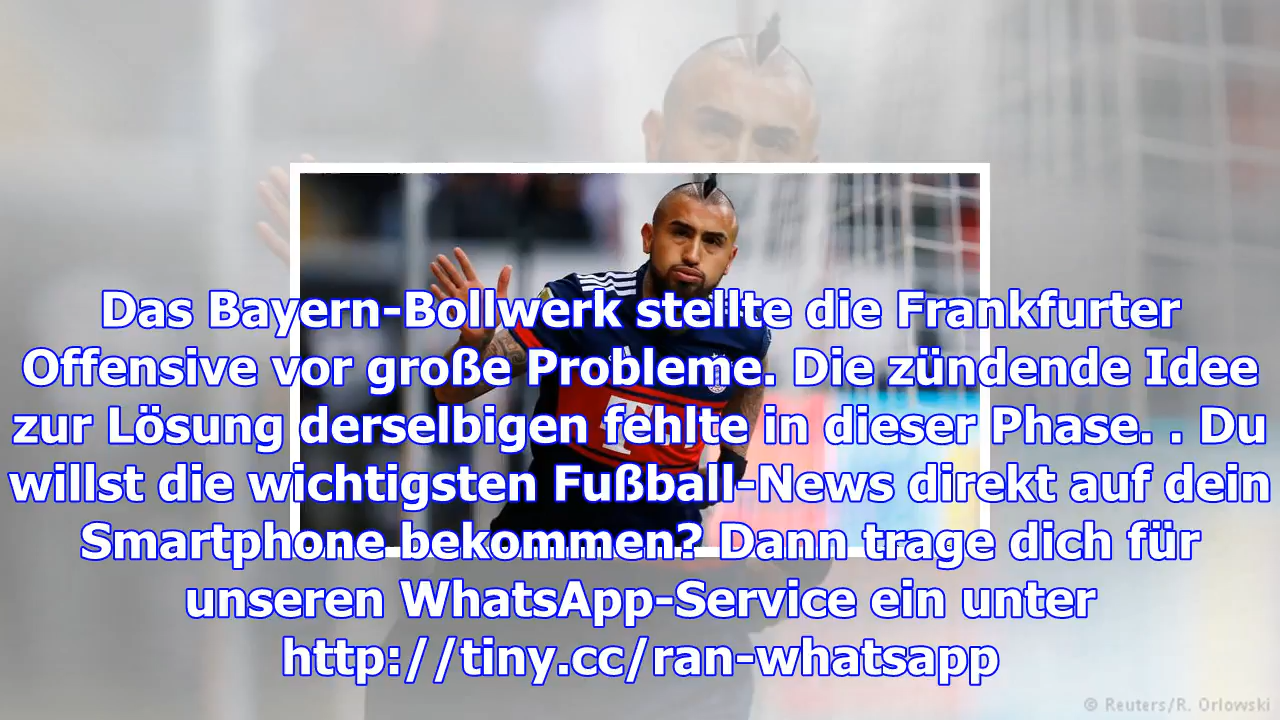 Das Bayern-Bollwerk stellte die Frankfurter
Offensive vor große Probleme. Die zündende Idee
zur Lösung derselbigen fehlte in dieser Phase. . Du
willst die wichtigsten Fußball-News direkt auf dein
Smartphone bekommen? Dann trage dich für
unseren WhatsApp-Service ein unter
http://tiny.cc/ran-whatsapp
© Reuters/R. Orlowski